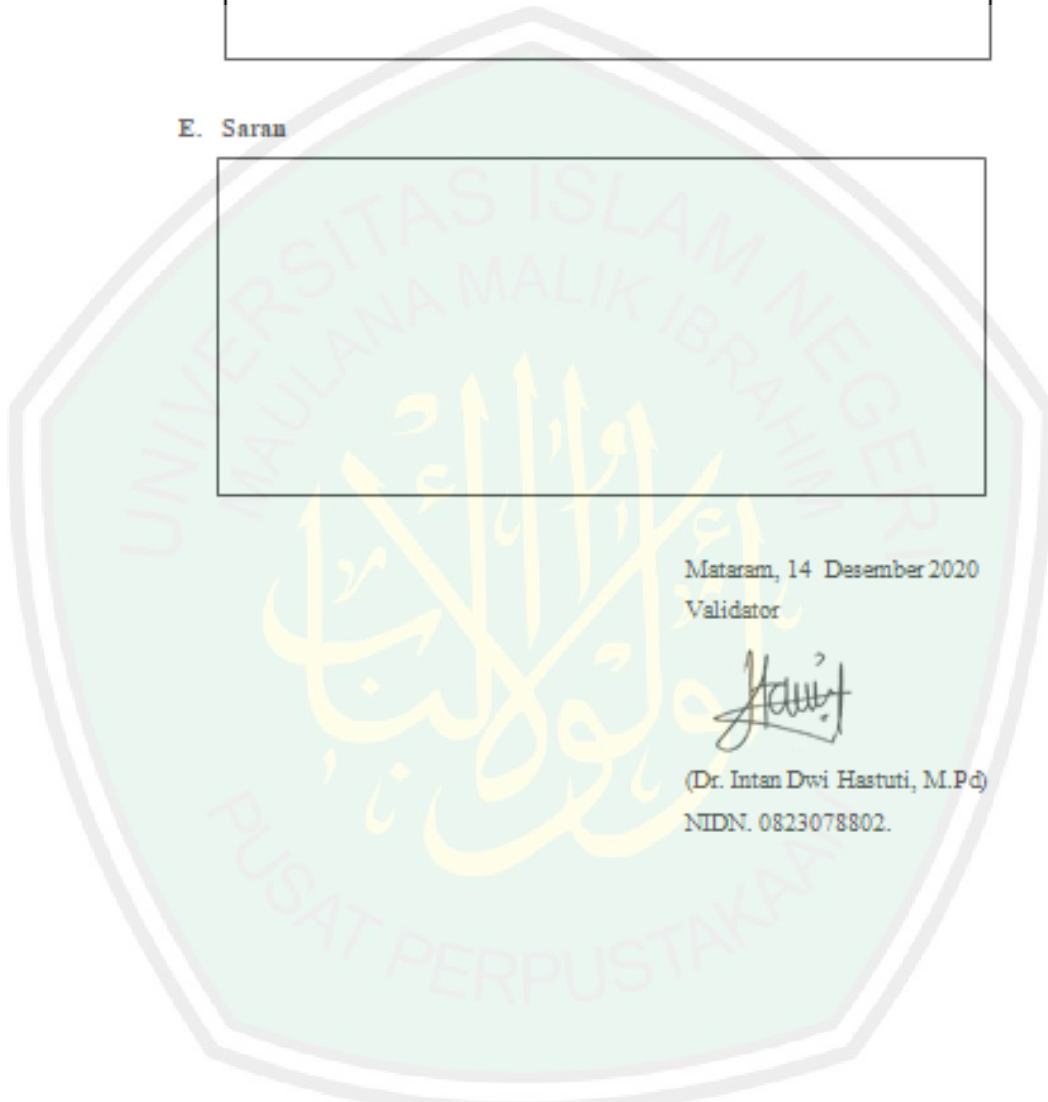 E. Saran
UNIVERSITAS ISLAM NEGERI
MAULANA MALIK IBRAHIM
Mataram, 14 Desember 2020
Validator
(Dr. Intan Dwi Hastuti, M.Pd)
NIDN. 0823078802.
PUSAT PERPUSTAKAAN